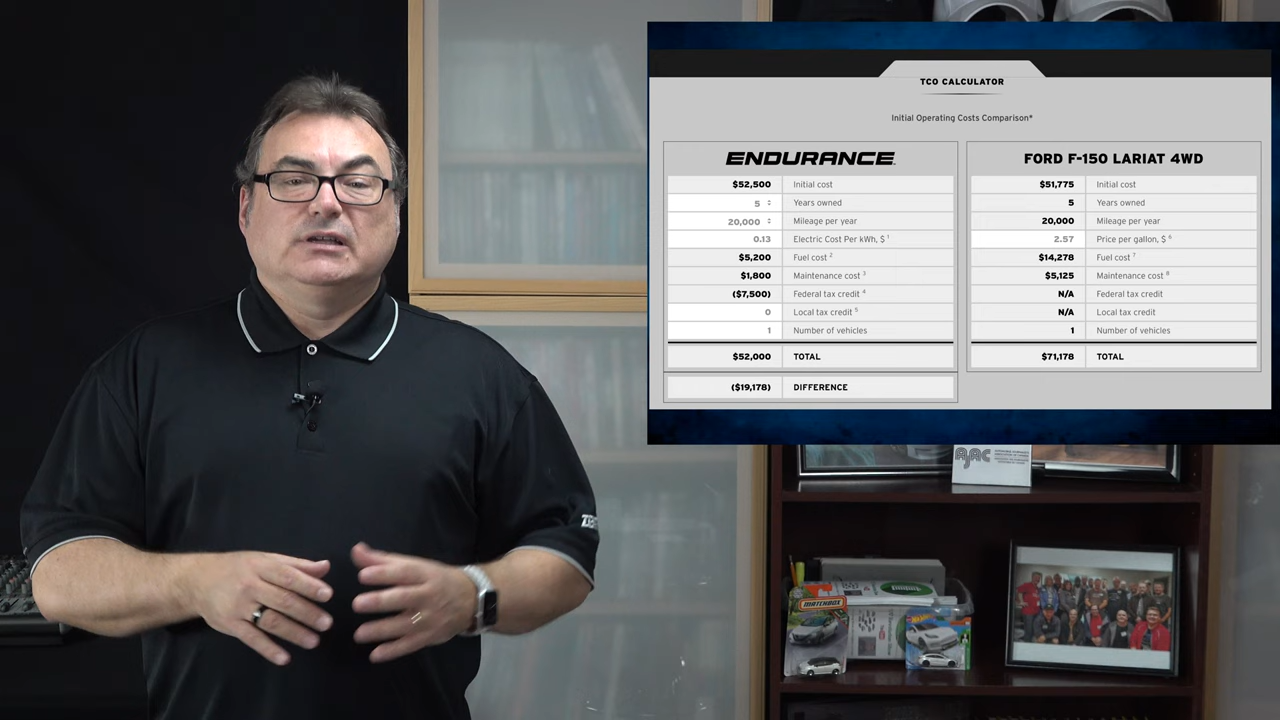 TCO CALCULATOR
Initial Operating Costs Comparison*
ENDURANCE
$52,500 Initial cost
5 Years owned
20,000 Mileage per year
0.13 Electric Cost Per kWh, $ 1
$5,200 Fuel cost 2
$1,800 Maintenance cost 3
($7,500) Federal tax credit 4
0 Local tax credit 5
1 Number of vehicles
$52,000 TOTAL
($19,178) DIFFERENCE
FORD F-150 LARIAT 4WD
$51,775 Initial cost
5 Years owned
20,000 Mileage per year
2.57 Price per gallon, $ 6
$14,278 Fuel cost 7
$5,125 Maintenance cost 8
N/A Federal tax credit
N/A Local tax credit
1 Number of vehicles
$71,178 TOTAL
AJAC
MATCHBOX